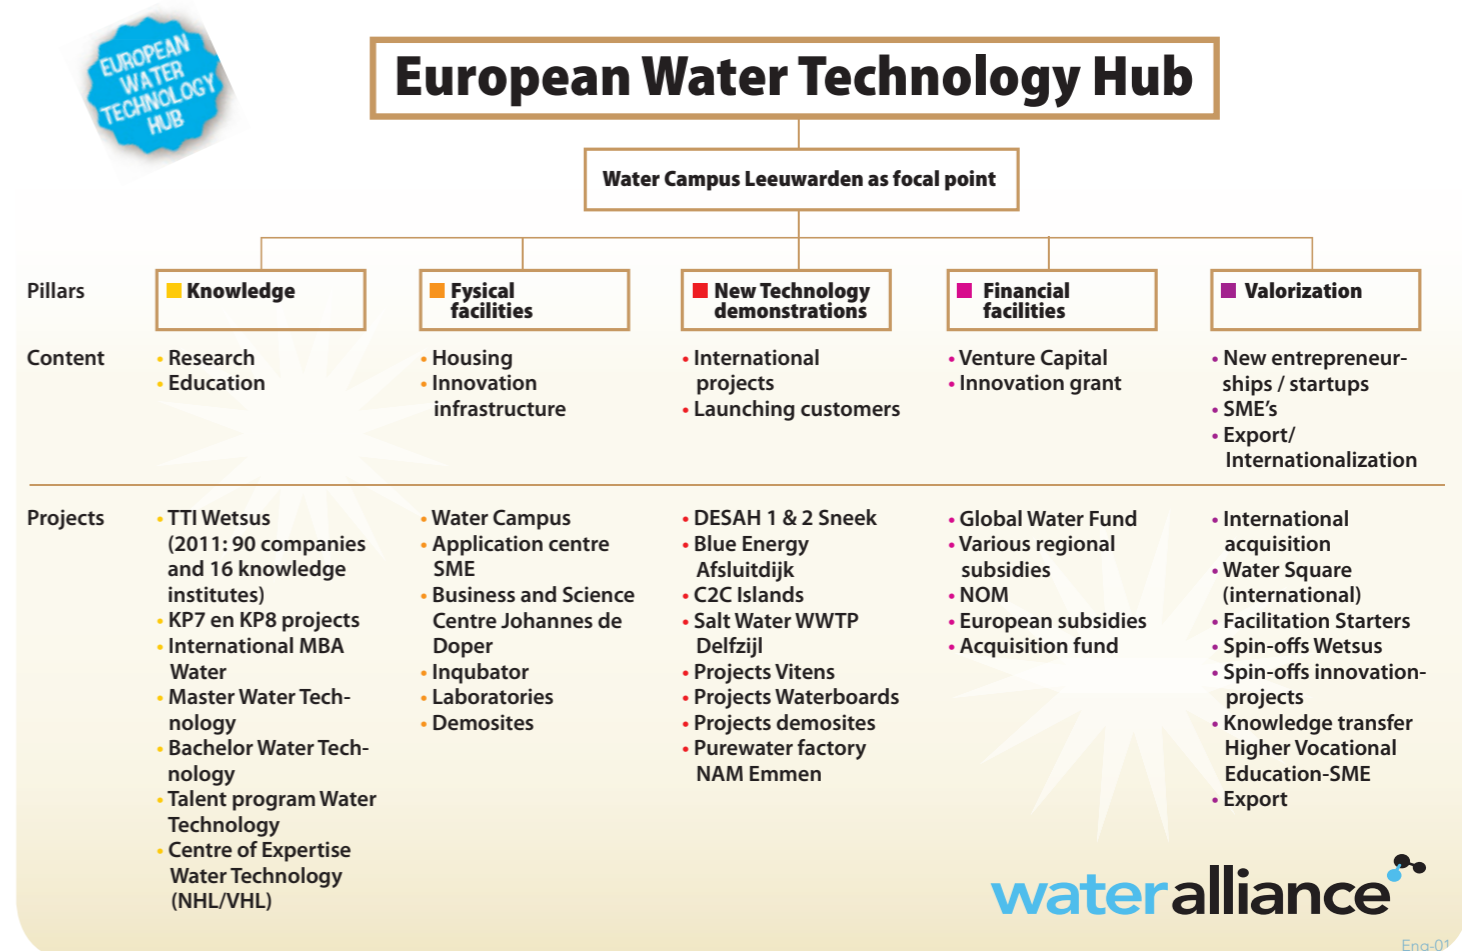 EUROPEAN
WATER
TECHNOLOGY
HUB
European Water Technology Hub
Water Campus Leeuwarden as focal point
Pillars
Knowledge
Fysical
facilities
New Technology
demonstrations
Financial
facilities
Valorization
Content
• Research
• Education
• Housing
• Innovation
infrastructure
• International
projects
• Launching customers
• Venture Capital
• Innovation grant
• New entrepreneur-
ships / startups
• SME's
• Export/
Internationalization
Projects
• TTI Wetsus
(2011: 90 companies
and 16 knowledge
institutes)
• KP7 en KP8 projects
• International MBA
Water
• Master Water Tech-
nology
• Bachelor Water Tech-
nology
• Talent program Water
Technology
• Centre of Expertise
Water Technology
(NHL/VHL)
• Water Campus
• Application centre
SME
• Business and Science
Centre Johannes de
Doper
• Inqubator
• Laboratories
• Demosites
• DESAH 1 & 2 Sneek
• Blue Energy
Afsluitdijk
• C2C Islands
• Salt Water WWTP
Delfzijl
• Projects Vitens
• Projects Waterboards
• Projects demosites
• Purewater factory
NAM Emmen
• Global Water Fund
• Various regional
subsidies
• NOM
• European subsidies
• Acquisition fund
• International
acquisition
• Water Square
(international)
• Facilitation Starters
• Spin-offs Wetsus
• Spin-offs innovation-
projects
• Knowledge transfer
Higher Vocational
Education-SME
• Export
wateralliance
Eng-01